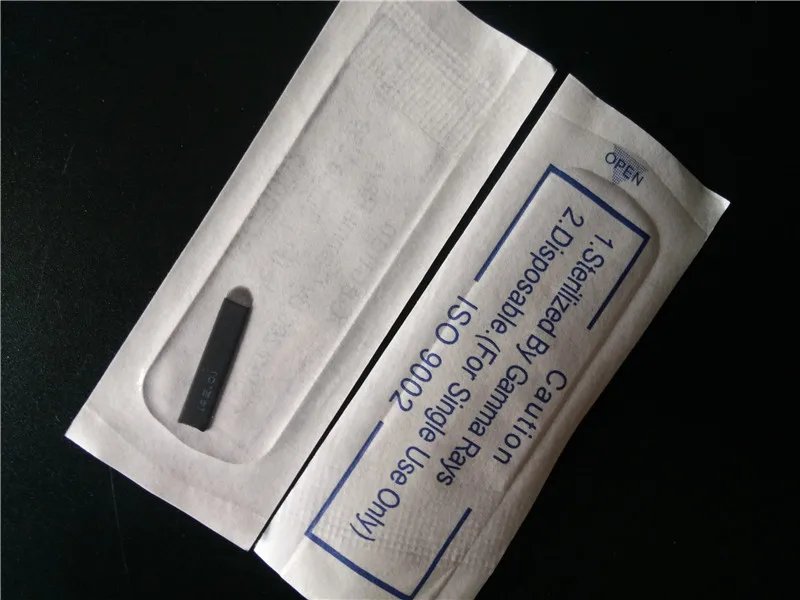 OPEN
Caution
1.Sterilized By Gamma Rays
2.Disposable.(For Single Use Only)
ISO 9002